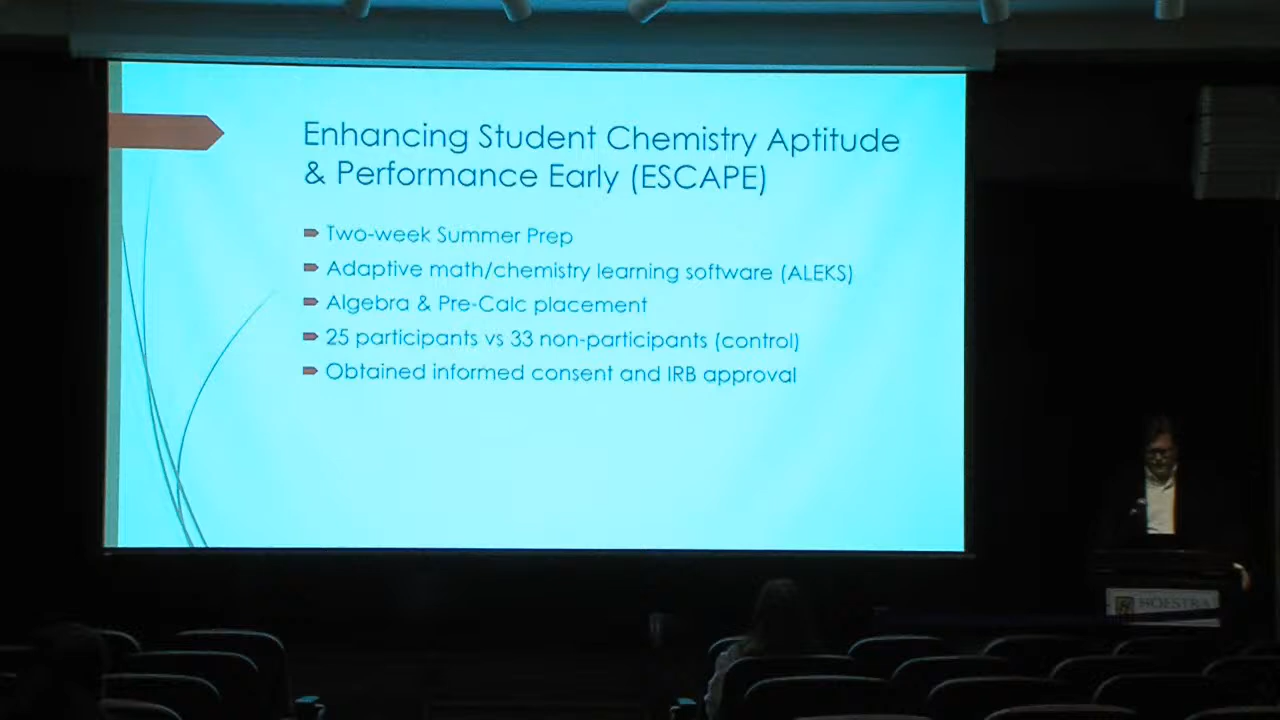 Enhancing Student Chemistry Aptitude
& Performance Early (ESCAPE)
Two-week Summer Prep
Adaptive math/chemistry learning software (ALEKS)
Algebra & Pre-Calc placement
25 participants vs 33 non-participants (control)
Obtained informed consent and IRB approval
HOFSTRA